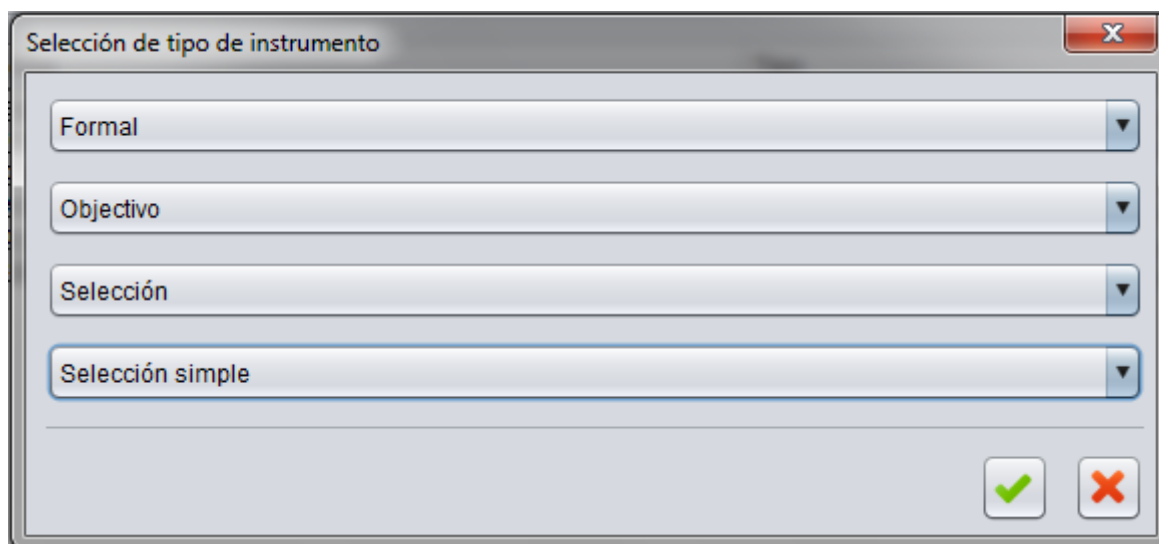 Selección de tipo de instrumento
Formal
Objectivo
Selección
Selección simple